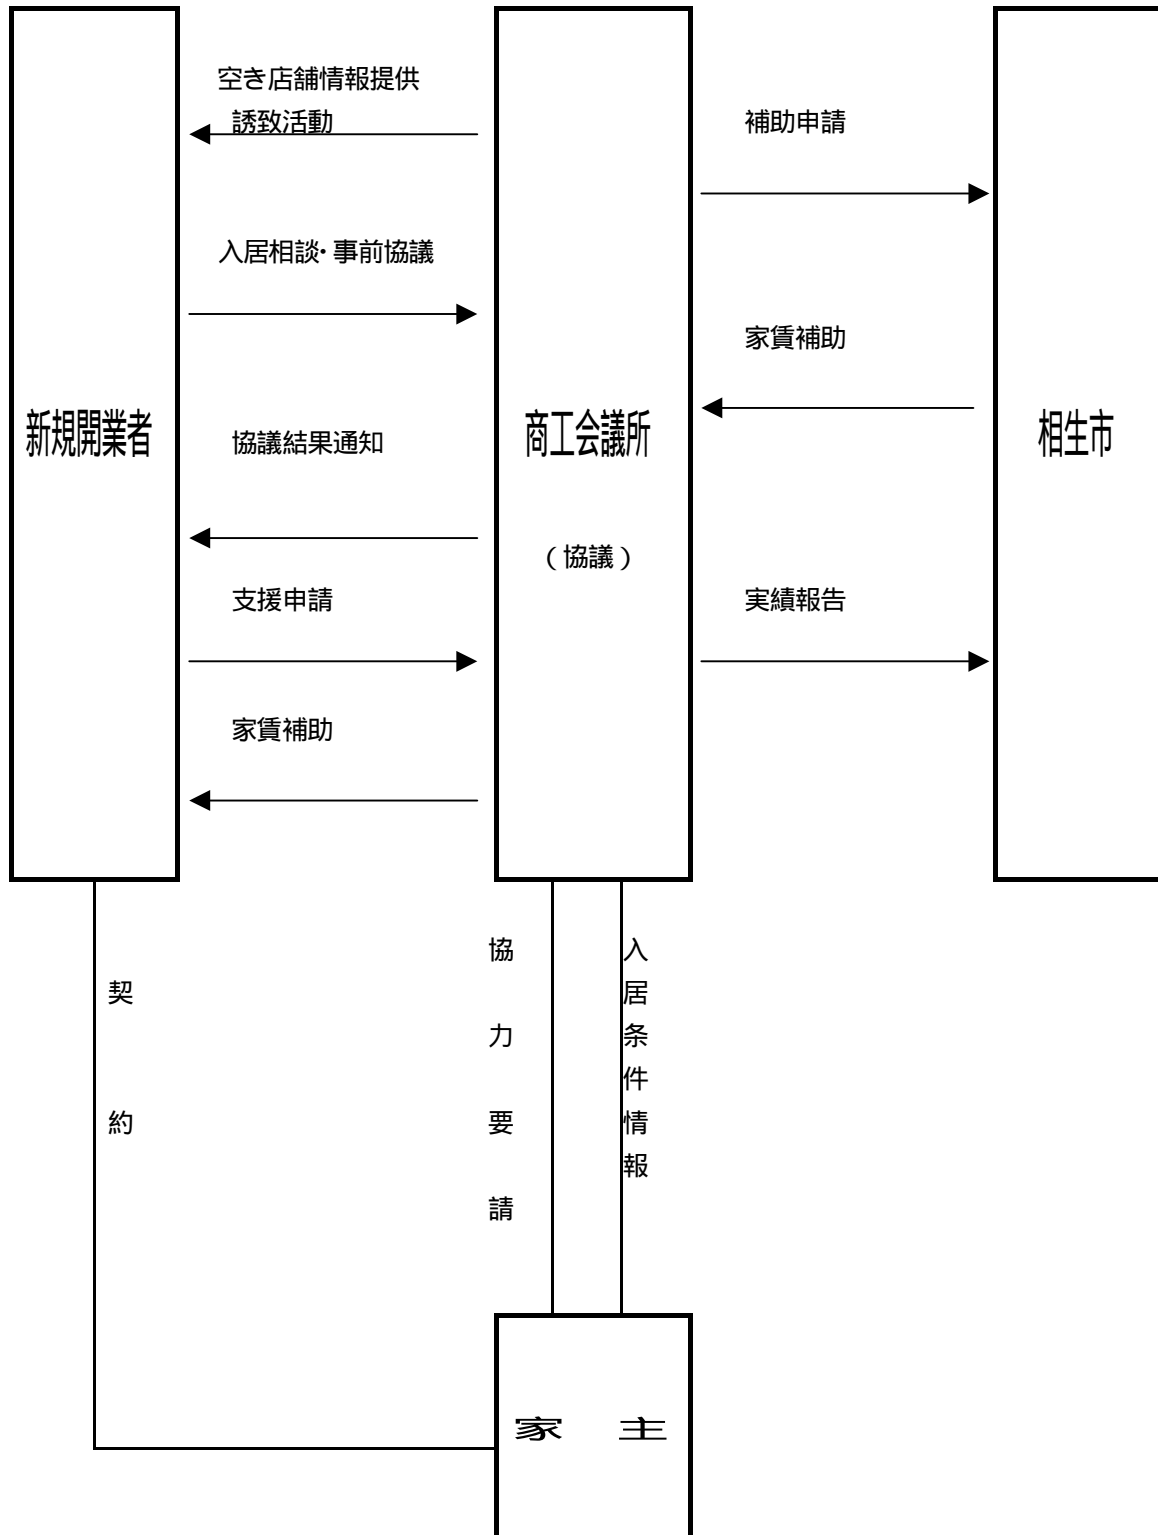 空き店舗情報提供
誘致活動
補助申請
入居相談・事前協議
家賃補助
新規開業者
協議結果通知
商工会議所
相生市
（協議）
支援申請
実績報告
家賃補助
契約
協力要請
入居条件情報
家　主